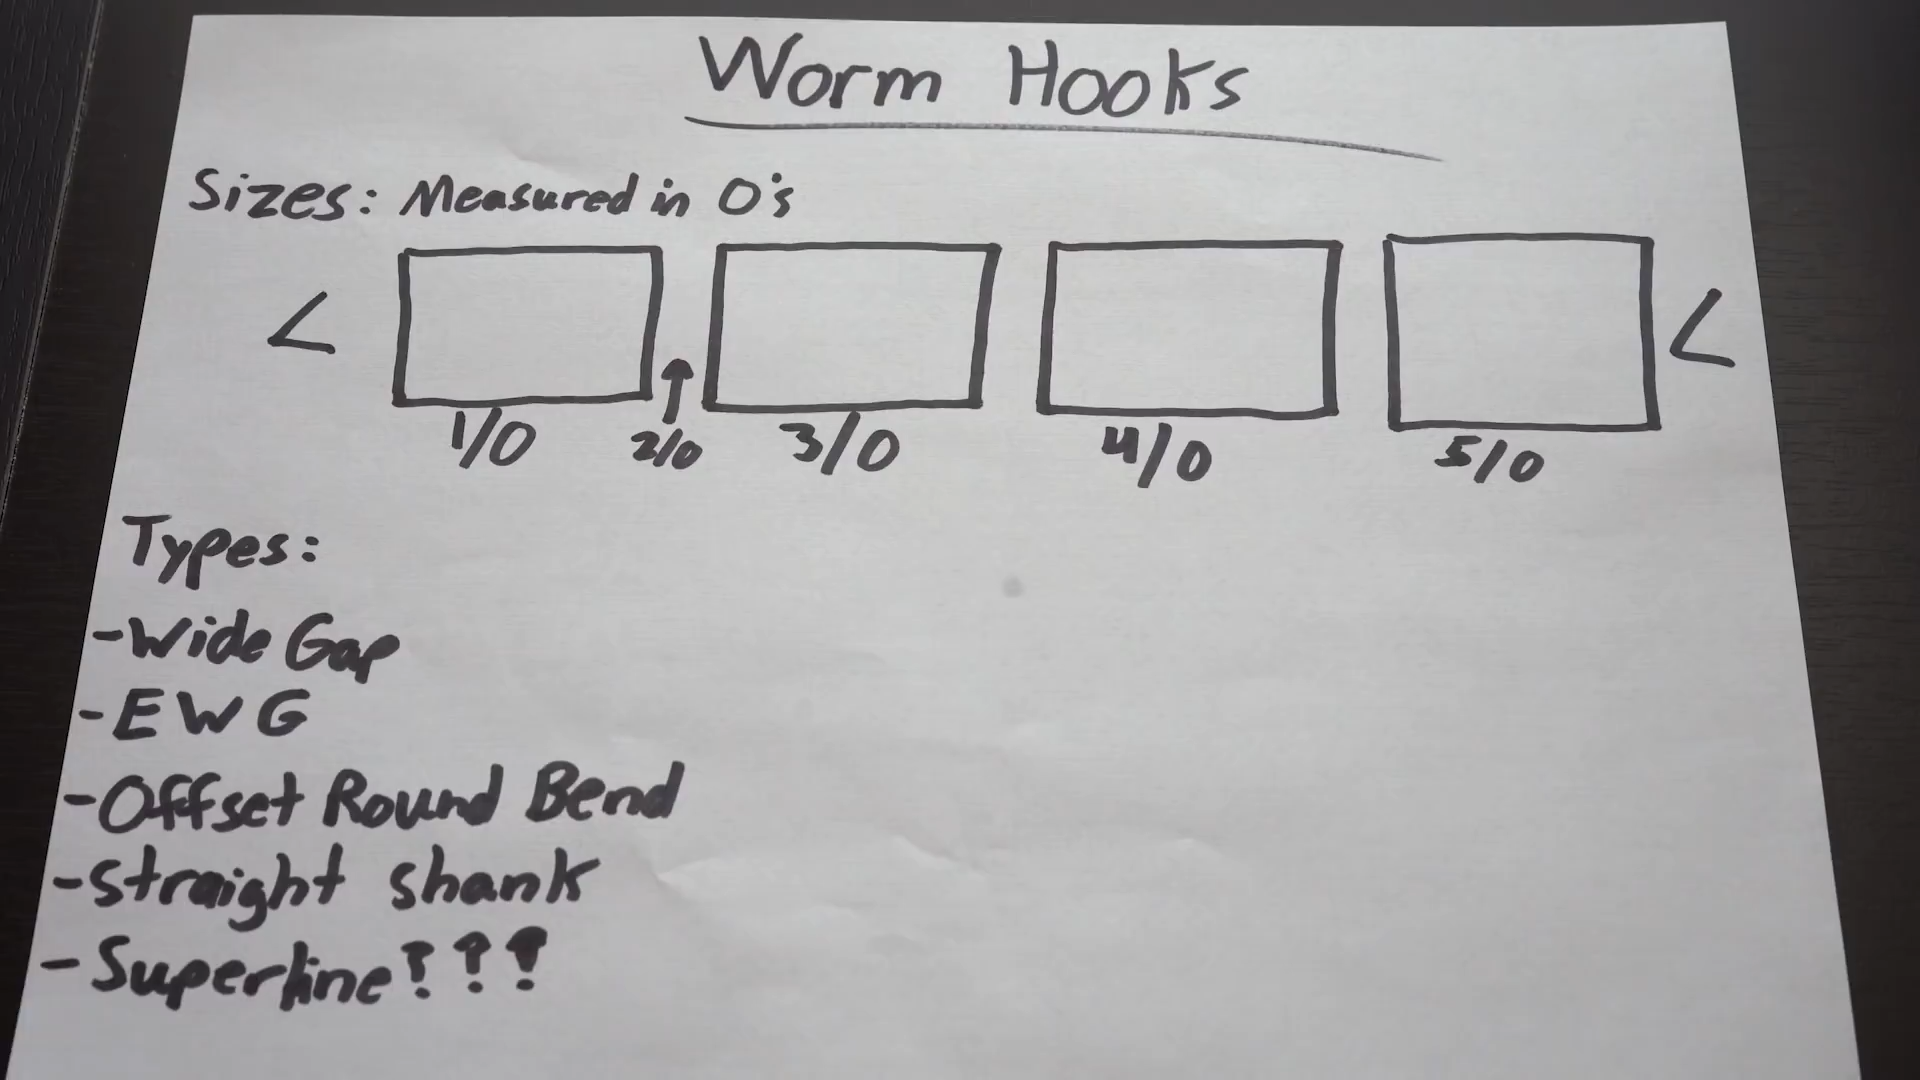 Worm Hooks
Sizes: Measured in O's
< <
1/0 2/0 3/0 4/0 5/0
Types:
-Wide Gap
-EWG
-Offset Round Bend
-Straight shank
-Superline???